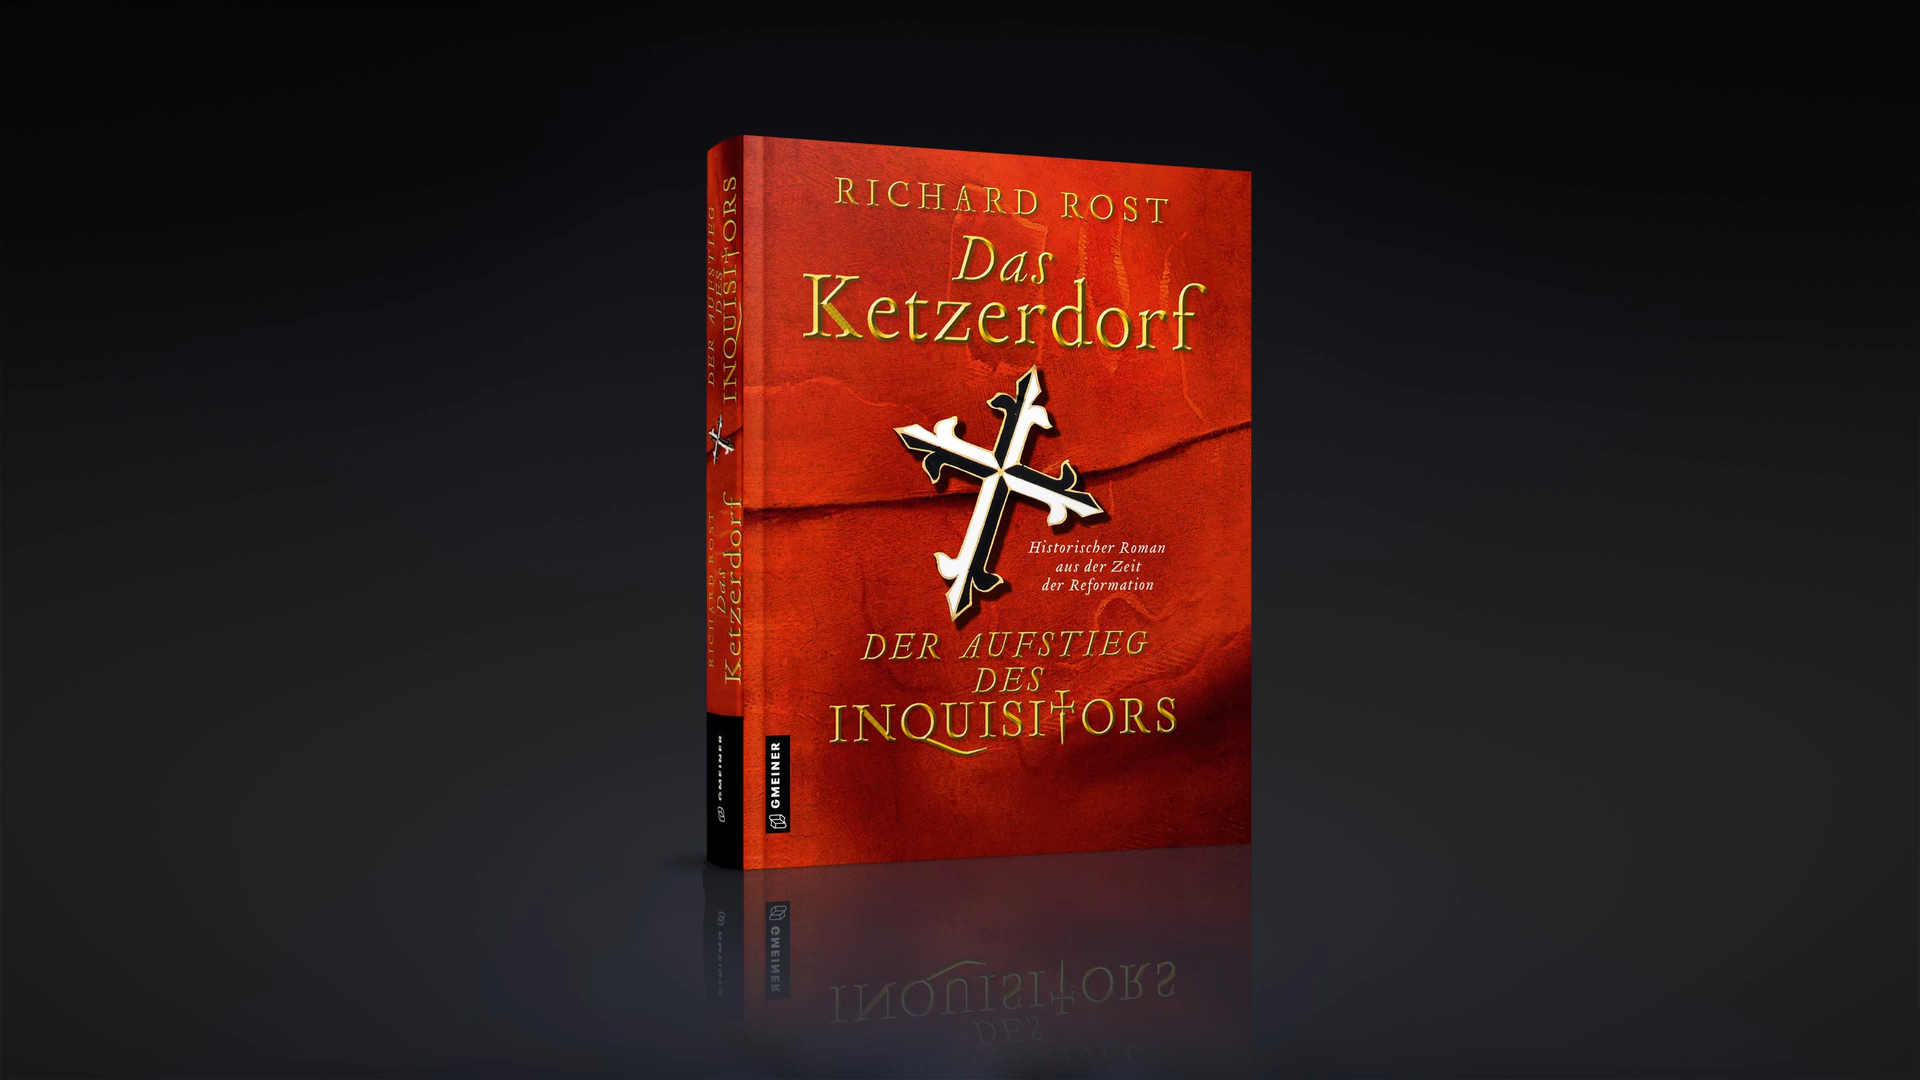 RICHARD ROST
Das
Ketzerdorf
Historischer Roman
aus der Zeit
der Reformation
DER AUFSTIEG
DES
INQUISITORS
GMEINER
RICHARD ROST
Das
Ketzerdorf
DER AUFSTIEG
DES
INQUISITORS
GMEINER